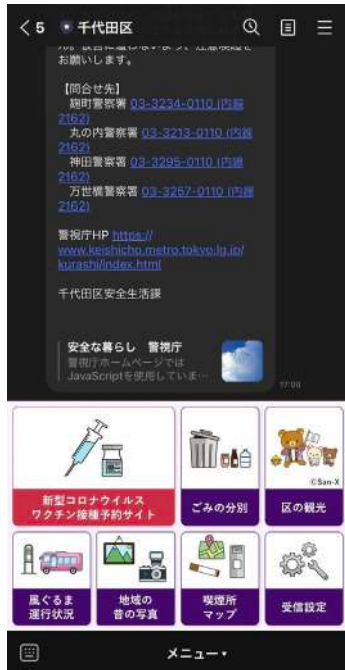 5 千代田区
お願いします。
【問合せ先】
麹町警察署 03-3234-0110 (内線
2162)
丸の内警察署 03-3213-0110 (内線
2162)
神田警察署 03-3295-0110 (内線
2162)
万世橋警察署 03-3257-0110 (内線
2162)
警視庁HP https://
www.keishicho.metro.tokyo.lg.jp/
kurashi/index.html
千代田区安全生活課
安全な暮らし 警視庁
警視庁ホームページでは
JavaScriptを使用していま…
17:00
新型コロナウイルス
ワクチン接種予約サイト
ごみの分別
©San-X
区の観光
風ぐるま
運行状況
地域の
昔の写真
喫煙所
マップ
受信設定
メニュー▾